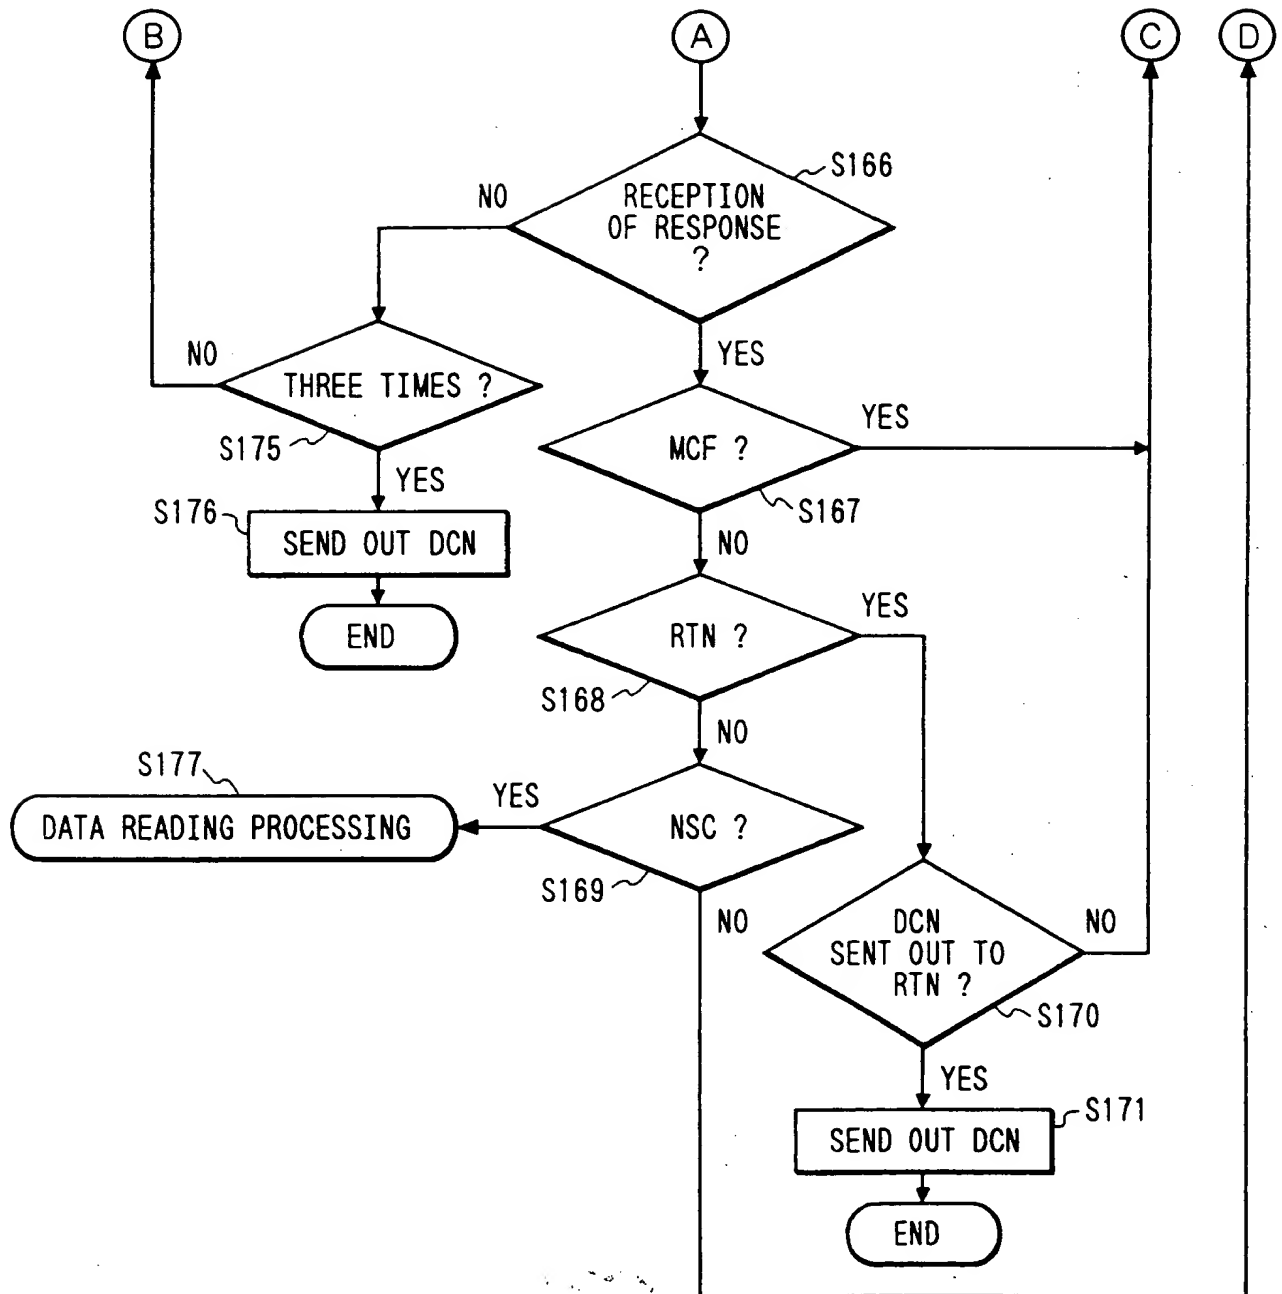 B
A
C
D
S166
RECEPTION
OF RESPONSE
?
NO
YES
NO
THREE TIMES ?
S175
YES
S176
SEND OUT DCN
END
MCF ?
YES
S167
NO
RTN ?
YES
S168
NO
S177
DATA READING PROCESSING
YES
NSC ?
S169
NO
DCN
SENT OUT TO
RTN ?
NO
S170
YES
S171
SEND OUT DCN
END